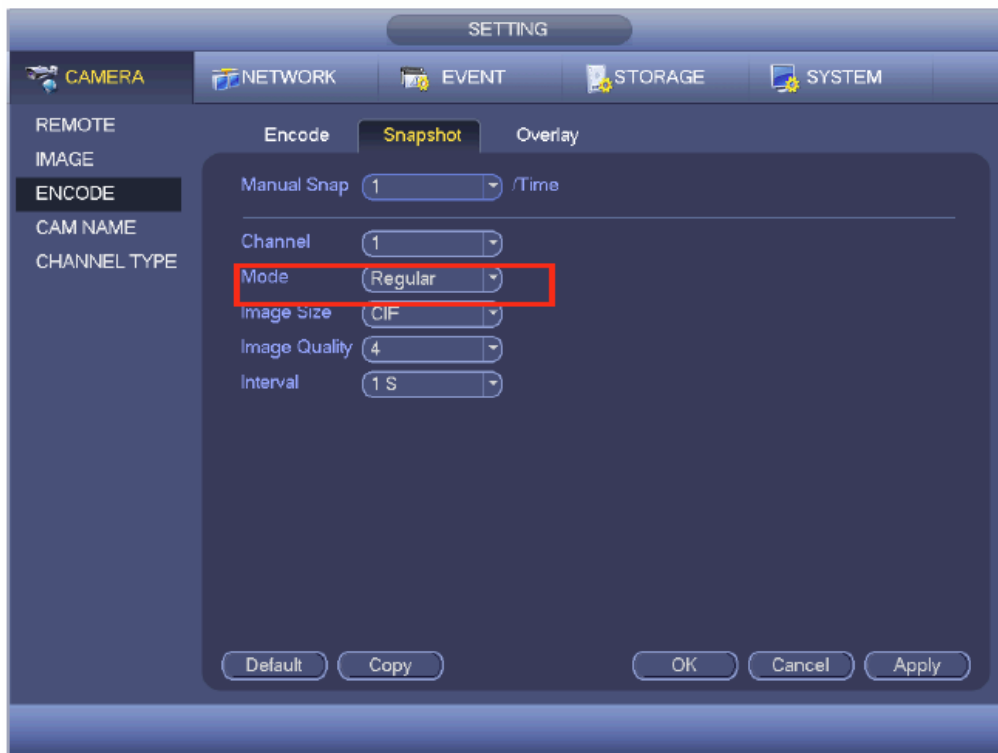 SETTING
CAMERA NETWORK EVENT STORAGE SYSTEM
REMOTE
IMAGE
ENCODE
CAM NAME
CHANNEL TYPE
Encode Snapshot Overlay
Manual Snap 1 /Time
Channel 1
Mode Regular
Image Size CIF
Image Quality 4
Interval 1 S
Default Copy OK Cancel Apply